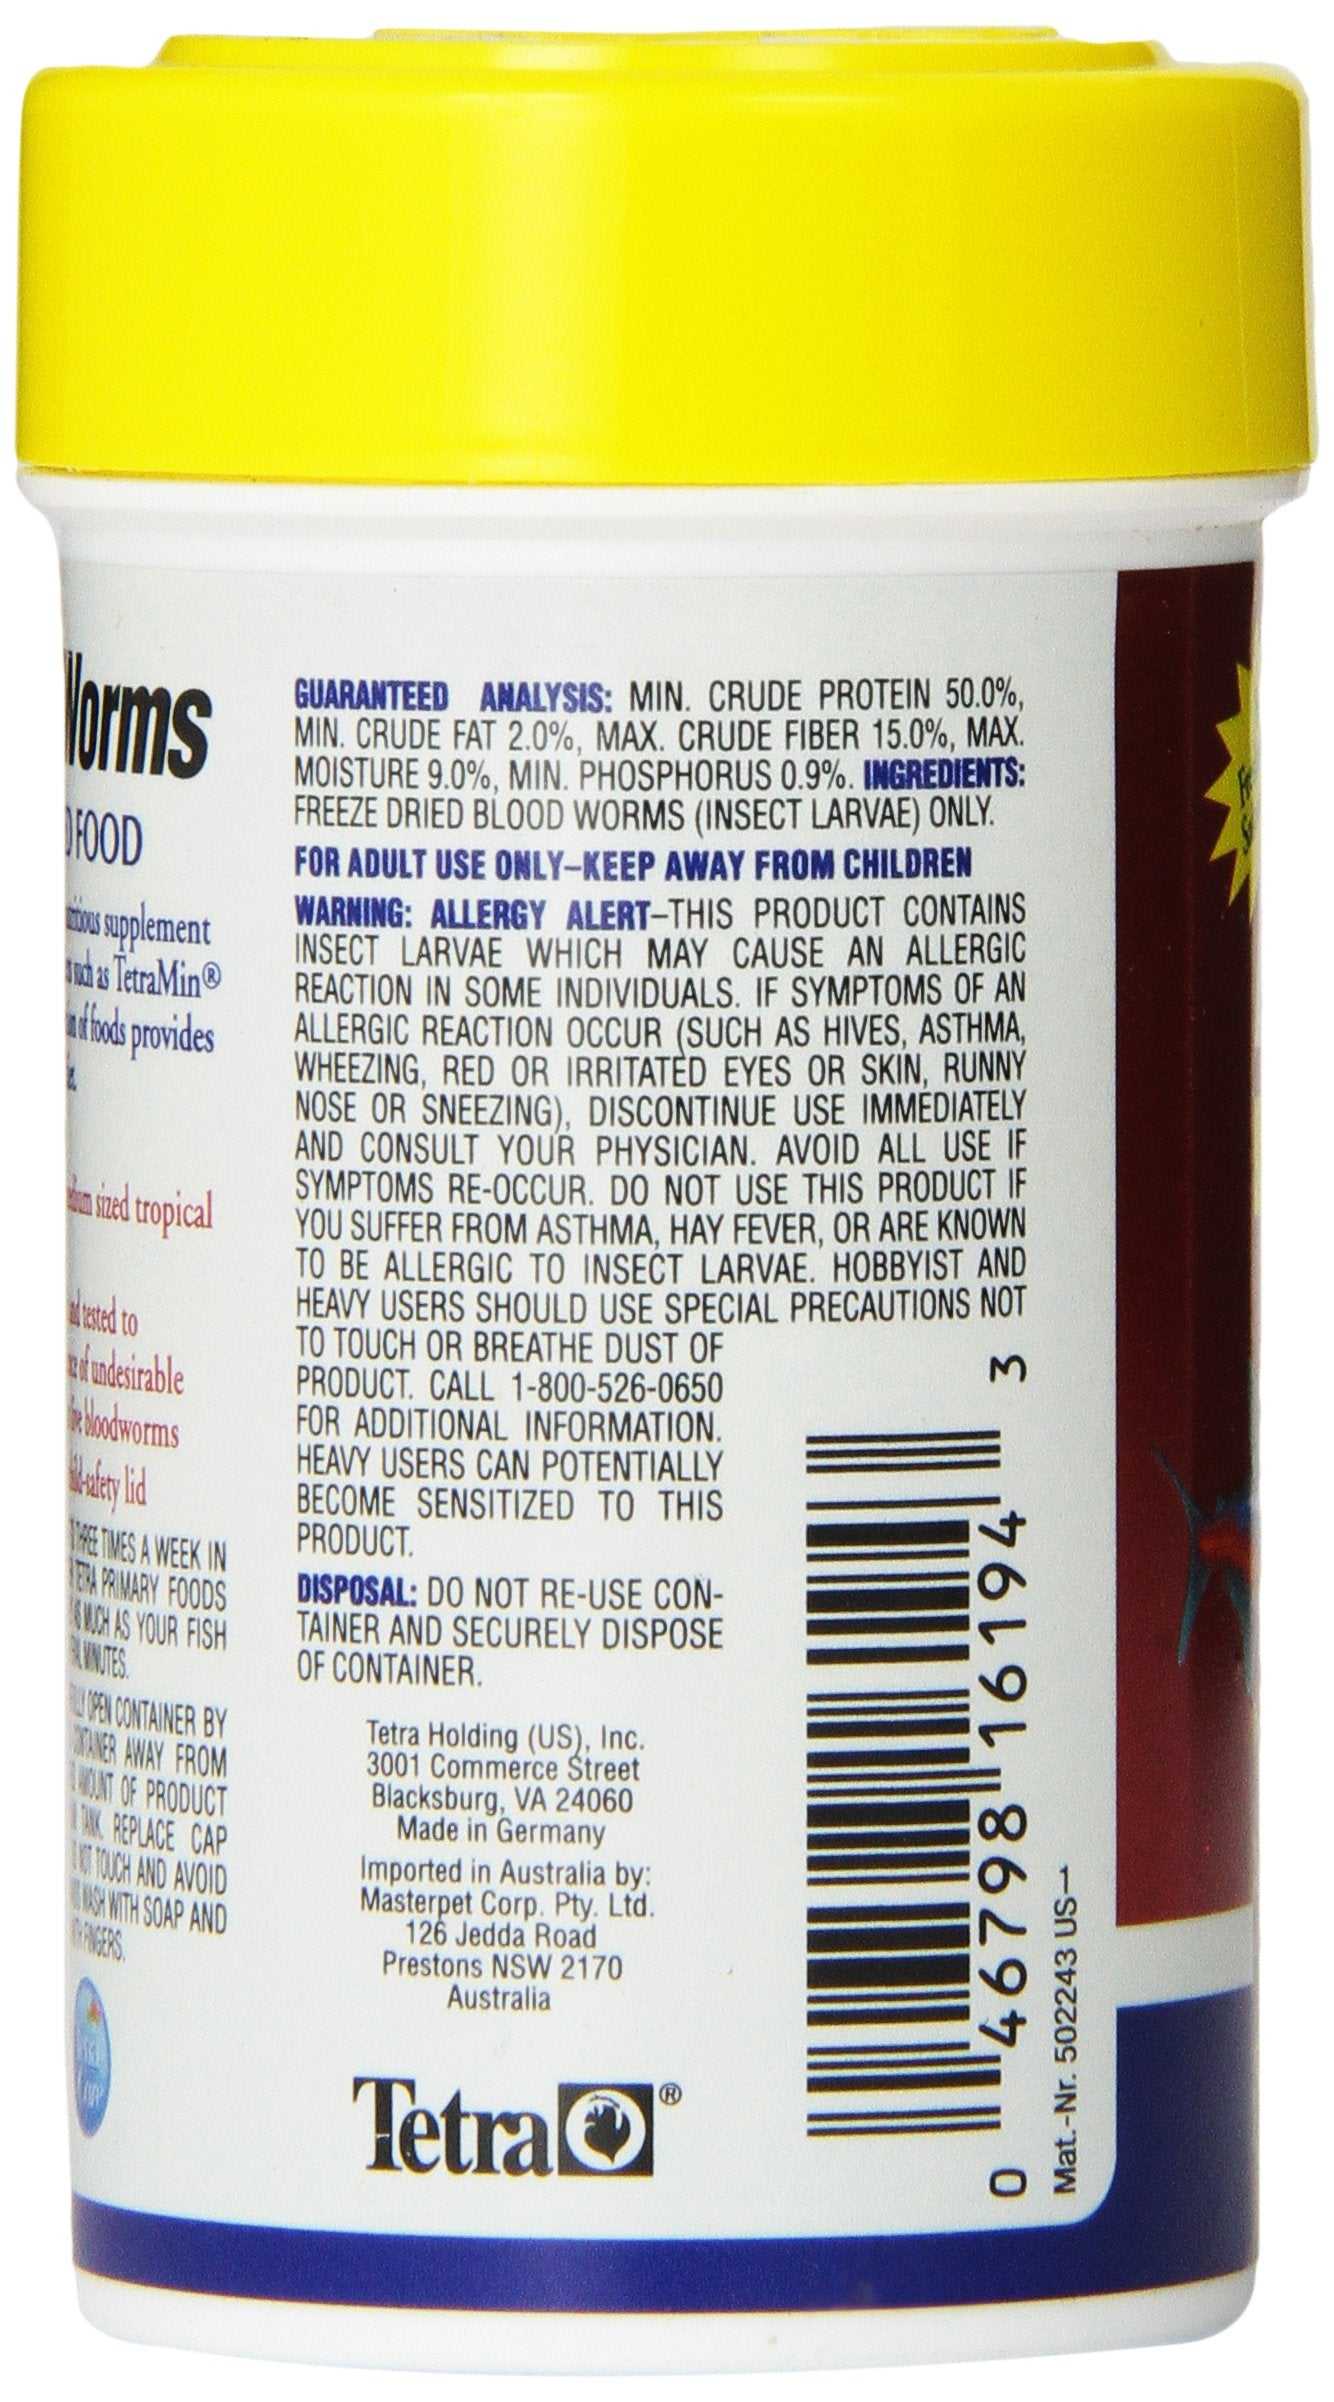 Worms
FOOD
supplement
such as TetraMin®
of foods provides
sized tropical
tested to
of undesirable
bloodworms
safety lid
THREE TIMES A WEEK IN
TETRA PRIMARY FOODS
AS MUCH AS YOUR FISH
MINUTES.
OPEN CONTAINER BY
CONTAINER AWAY FROM
AMOUNT OF PRODUCT
TANK. REPLACE CAP
NOT TOUCH AND AVOID
WASH WITH SOAP AND
FINGERS.
GUARANTEED ANALYSIS: MIN. CRUDE PROTEIN 50.0%,
MIN. CRUDE FAT 2.0%, MAX. CRUDE FIBER 15.0%, MAX.
MOISTURE 9.0%, MIN. PHOSPHORUS 0.9%. INGREDIENTS:
FREEZE DRIED BLOOD WORMS (INSECT LARVAE) ONLY.
FOR ADULT USE ONLY–KEEP AWAY FROM CHILDREN
WARNING: ALLERGY ALERT–THIS PRODUCT CONTAINS
INSECT LARVAE WHICH MAY CAUSE AN ALLERGIC
REACTION IN SOME INDIVIDUALS. IF SYMPTOMS OF AN
ALLERGIC REACTION OCCUR (SUCH AS HIVES, ASTHMA,
WHEEZING, RED OR IRRITATED EYES OR SKIN, RUNNY
NOSE OR SNEEZING), DISCONTINUE USE IMMEDIATELY
AND CONSULT YOUR PHYSICIAN. AVOID ALL USE IF
SYMPTOMS RE-OCCUR. DO NOT USE THIS PRODUCT IF
YOU SUFFER FROM ASTHMA, HAY FEVER, OR ARE KNOWN
TO BE ALLERGIC TO INSECT LARVAE. HOBBYIST AND
HEAVY USERS SHOULD USE SPECIAL PRECAUTIONS NOT
TO TOUCH OR BREATHE DUST OF
PRODUCT. CALL 1-800-526-0650
FOR ADDITIONAL INFORMATION.
HEAVY USERS CAN POTENTIALLY
BECOME SENSITIZED TO THIS
PRODUCT.
DISPOSAL: DO NOT RE-USE CON-
TAINER AND SECURELY DISPOSE
OF CONTAINER.
Tetra Holding (US), Inc.
3001 Commerce Street
Blacksburg, VA 24060
Made in Germany
Imported in Australia by:
Masterpet Corp. Pty. Ltd.
126 Jedda Road
Prestons NSW 2170
Australia
Tetra®
0 46798 16194 3
Mat.-Nr. 502243 US–1